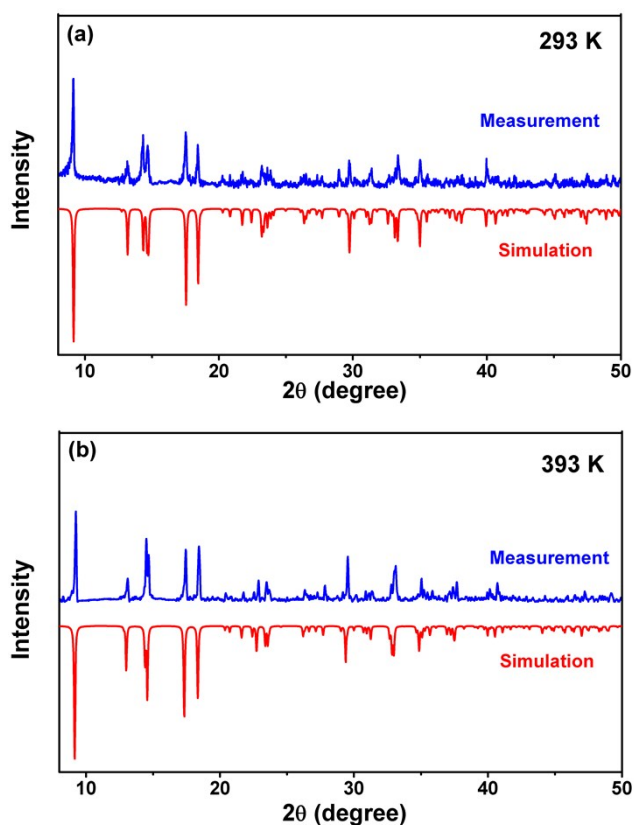 (a)
293 K
Measurement
Simulation
Intensity
10 20 30 40 50
2θ (degree)
(b)
393 K
Measurement
Simulation
Intensity
10 20 30 40 50
2θ (degree)